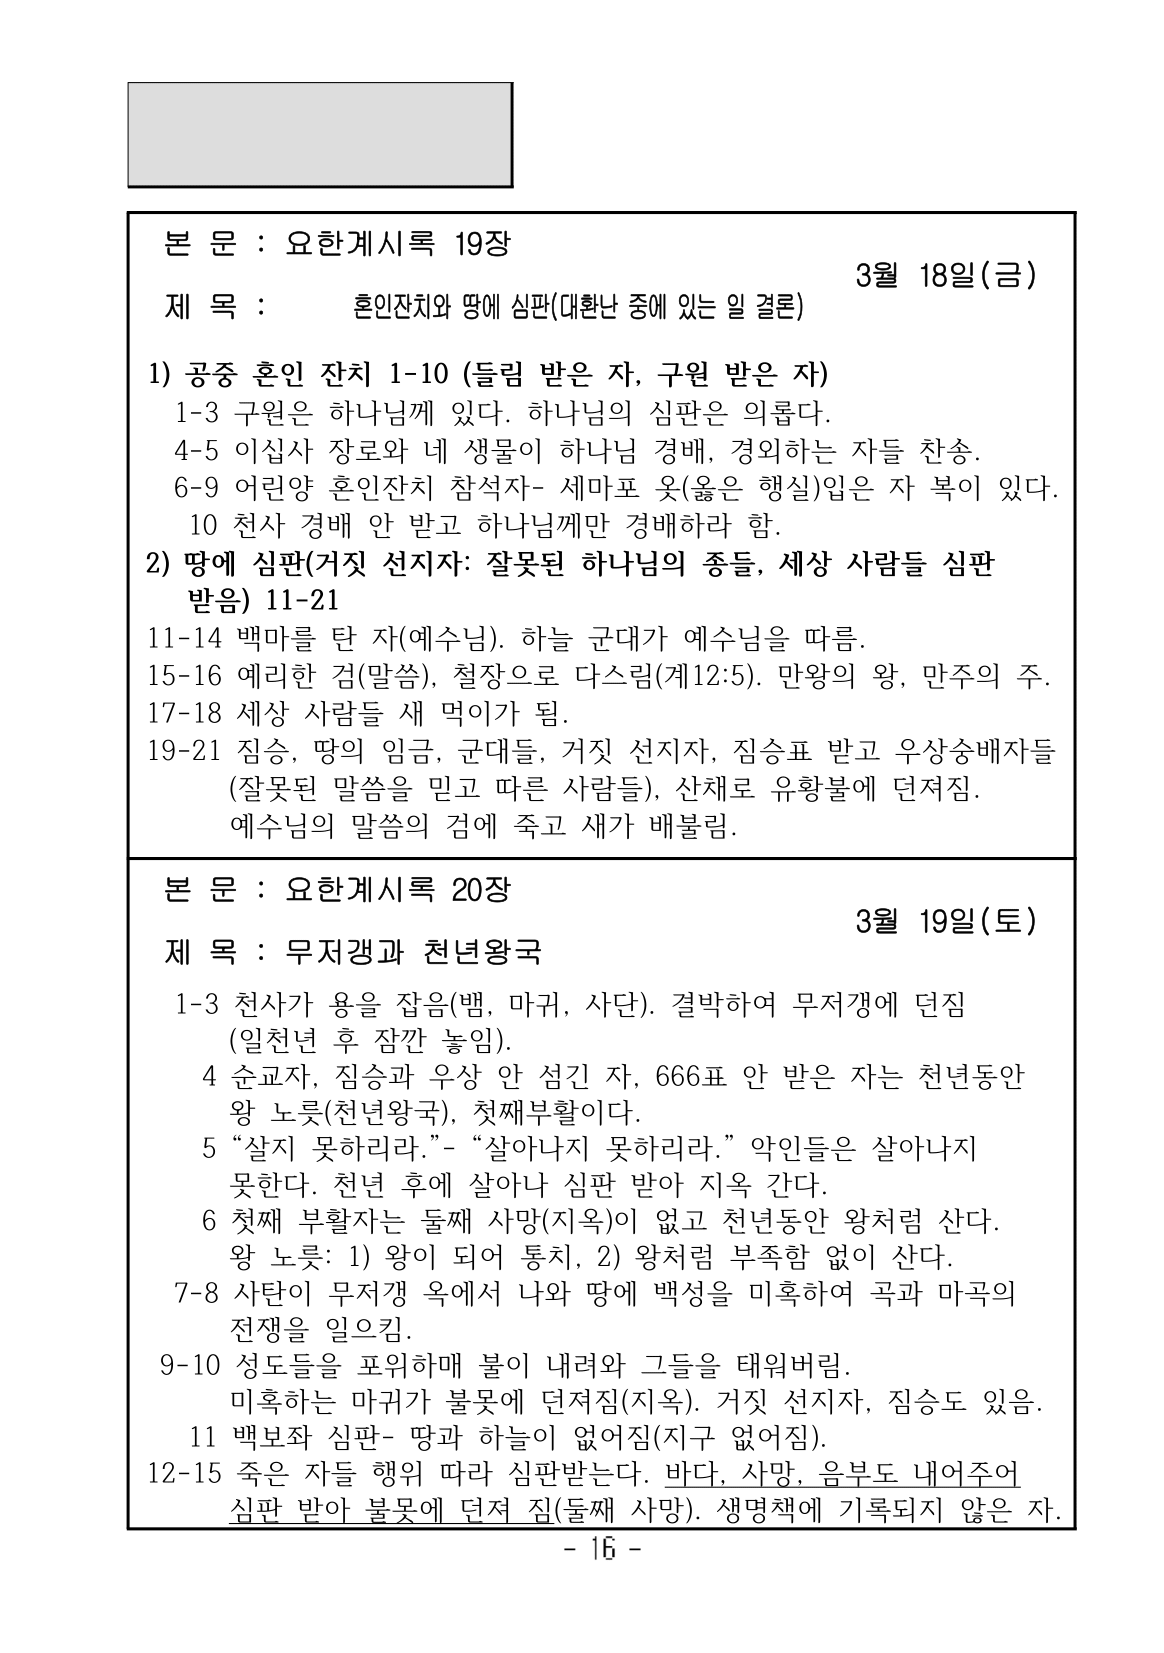 본 문 : 요한계시록 19장
3월 18일(금)
제 목 : 혼인잔치와 땅에 심판(대환난 중에 있는 일 결론)
1) 공중 혼인 잔치 1-10 (들림 받은 자, 구원 받은 자)
1-3 구원은 하나님께 있다. 하나님의 심판은 의롭다.
4-5 이십사 장로와 네 생물이 하나님 경배, 경외하는 자들 찬송.
6-9 어린양 혼인잔치 참석자- 세마포 옷(옳은 행실)입은 자 복이 있다.
10 천사 경배 안 받고 하나님께만 경배하라 함.
2) 땅에 심판(거짓 선지자: 잘못된 하나님의 종들, 세상 사람들 심판
받음) 11-21
11-14 백마를 탄 자(예수님). 하늘 군대가 예수님을 따름.
15-16 예리한 검(말씀), 철장으로 다스림(계12:5). 만왕의 왕, 만주의 주.
17-18 세상 사람들 새 먹이가 됨.
19-21 짐승, 땅의 임금, 군대들, 거짓 선지자, 짐승표 받고 우상숭배자들
(잘못된 말씀을 믿고 따른 사람들), 산채로 유황불에 던져짐.
예수님의 말씀의 검에 죽고 새가 배불림.
본 문 : 요한계시록 20장
3월 19일(토)
제 목 : 무저갱과 천년왕국
1-3 천사가 용을 잡음(뱀, 마귀, 사단). 결박하여 무저갱에 던짐
(일천년 후 잠깐 놓임).
4 순교자, 짐승과 우상 안 섬긴 자, 666표 안 받은 자는 천년동안
왕 노릇(천년왕국), 첫째부활이다.
5 “살지 못하리라.”- “살아나지 못하리라.” 악인들은 살아나지
못한다. 천년 후에 살아나 심판 받아 지옥 간다.
6 첫째 부활자는 둘째 사망(지옥)이 없고 천년동안 왕처럼 산다.
왕 노릇: 1) 왕이 되어 통치, 2) 왕처럼 부족함 없이 산다.
7-8 사탄이 무저갱 옥에서 나와 땅에 백성을 미혹하여 곡과 마곡의
전쟁을 일으킴.
9-10 성도들을 포위하매 불이 내려와 그들을 태워버림.
미혹하는 마귀가 불못에 던져짐(지옥). 거짓 선지자, 짐승도 있음.
11 백보좌 심판- 땅과 하늘이 없어짐(지구 없어짐).
12-15 죽은 자들 행위 따라 심판받는다. 바다, 사망, 음부도 내어주어
심판 받아 불못에 던져 짐(둘째 사망). 생명책에 기록되지 않은 자.
- 16 -